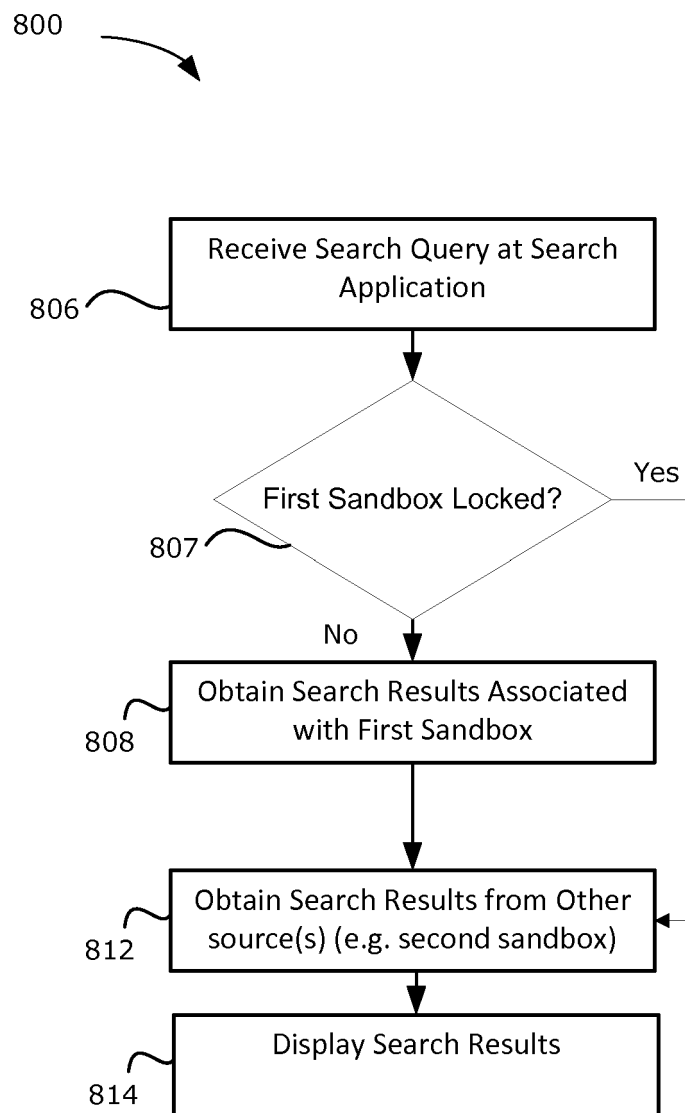 800
Receive Search Query at Search
Application
806
Yes
First Sandbox Locked?
807
No
Obtain Search Results Associated
with First Sandbox
808
Obtain Search Results from Other
source(s) (e.g. second sandbox)
812
Display Search Results
814